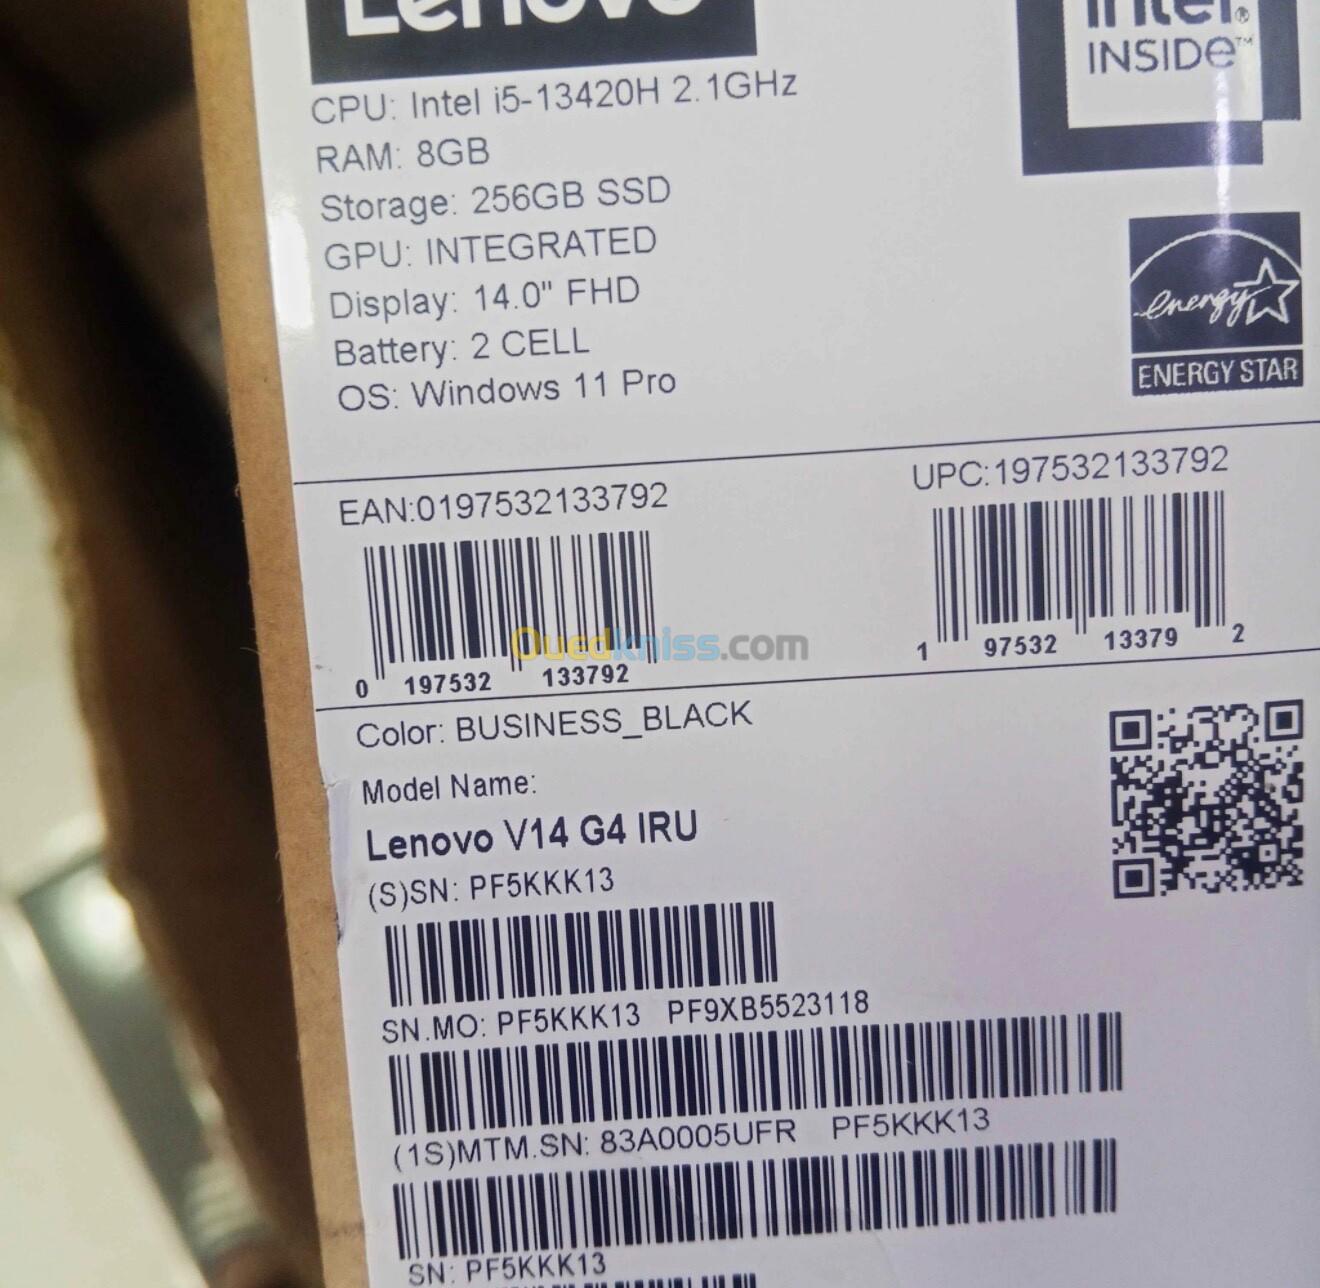 Lenovo
intel®
INSIDE™
CPU: Intel i5-13420H 2.1GHz
RAM: 8GB
Storage: 256GB SSD
GPU: INTEGRATED
Display: 14.0" FHD
Battery: 2 CELL
OS: Windows 11 Pro
energy
ENERGY STAR
EAN:0197532133792
UPC:197532133792
0 197532 133792
1 97532 13379 2
Ouedkniss.com
Color: BUSINESS_BLACK
Model Name:
Lenovo V14 G4 IRU
(S)SN: PF5KKK13
SN.MO: PF5KKK13 PF9XB5523118
(1S)MTM.SN: 83A0005UFR PF5KKK13
SN: PF5KKK13